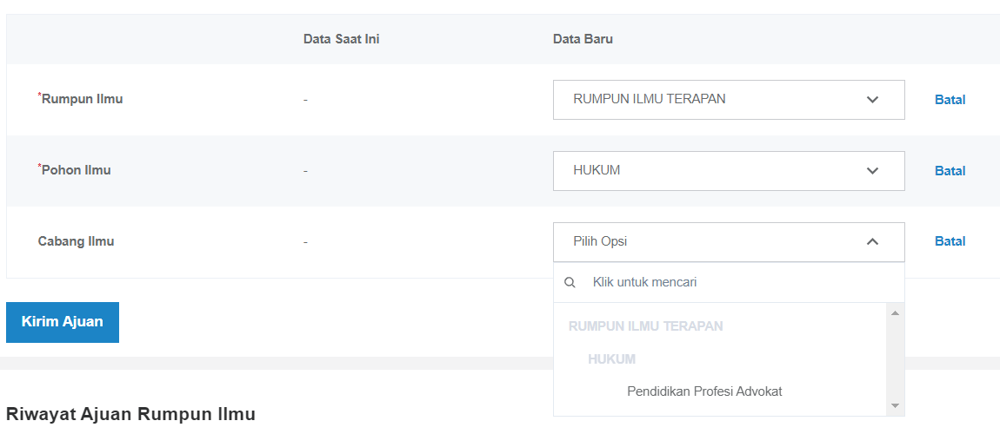 Data Saat Ini Data Baru
*Rumpun Ilmu - RUMPUN ILMU TERAPAN Batal
*Pohon Ilmu - HUKUM Batal
Cabang Ilmu - Pilih Opsi Batal
Klik untuk mencari
RUMPUN ILMU TERAPAN
Kirim Ajuan
HUKUM
Pendidikan Profesi Advokat
Riwayat Ajuan Rumpun Ilmu